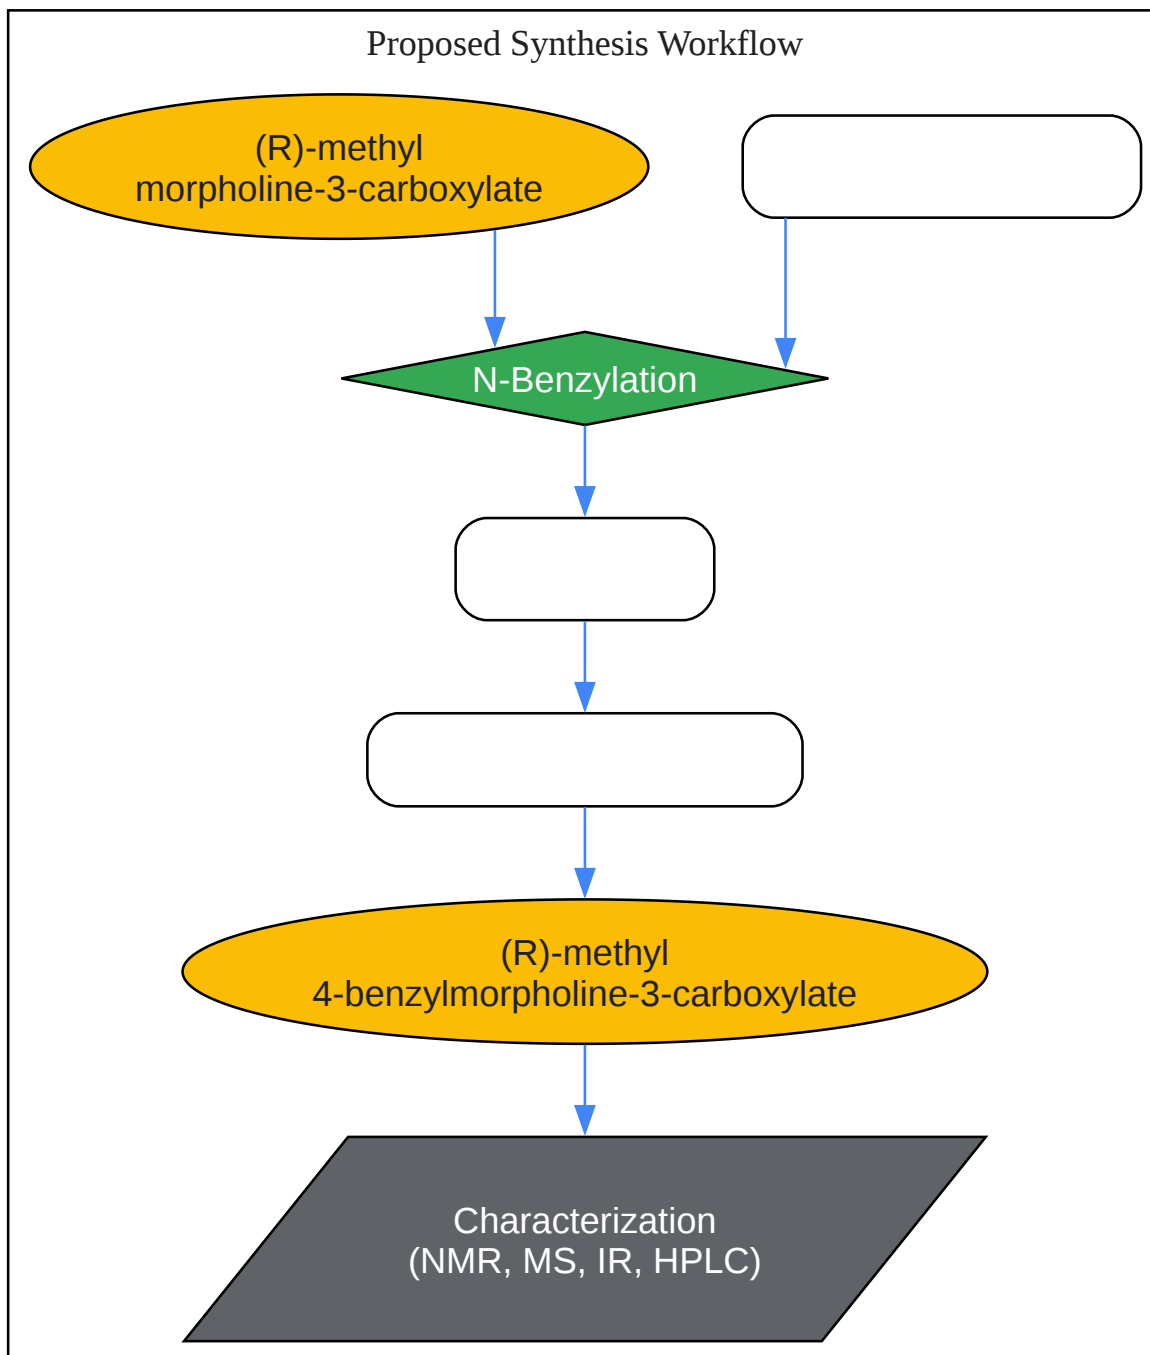 Proposed Synthesis Workflow
(R)-methyl
morpholine-3-carboxylate
N-Benzylation
(R)-methyl
4-benzylmorpholine-3-carboxylate
Characterization
(NMR, MS, IR, HPLC)